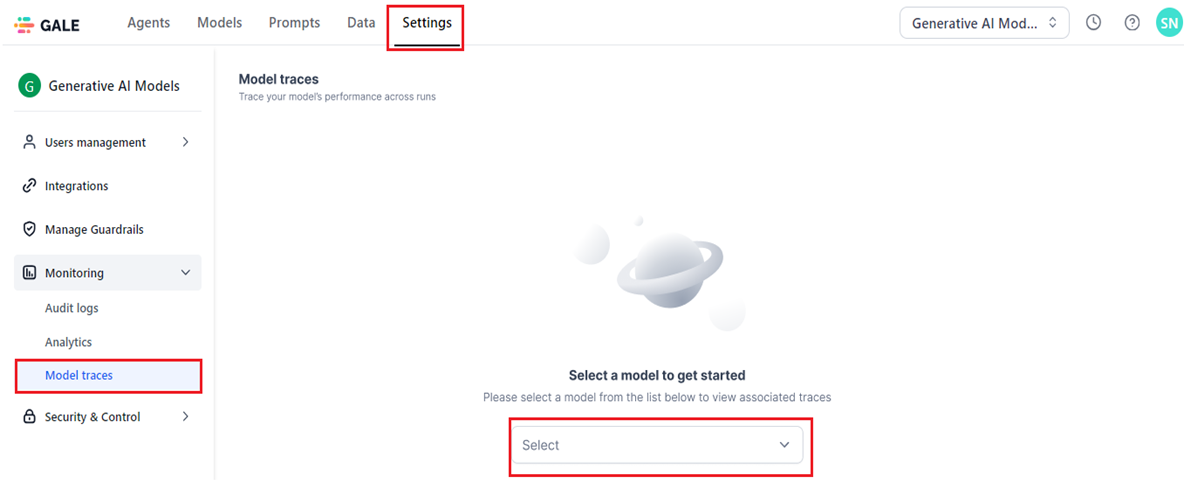 GALE
Agents Models Prompts Data Settings
Generative AI Mod...
SN
G Generative AI Models
Users management
Integrations
Manage Guardrails
Monitoring
Audit logs
Analytics
Model traces
Security & Control
Model traces
Trace your model's performance across runs
Select a model to get started
Please select a model from the list below to view associated traces
Select